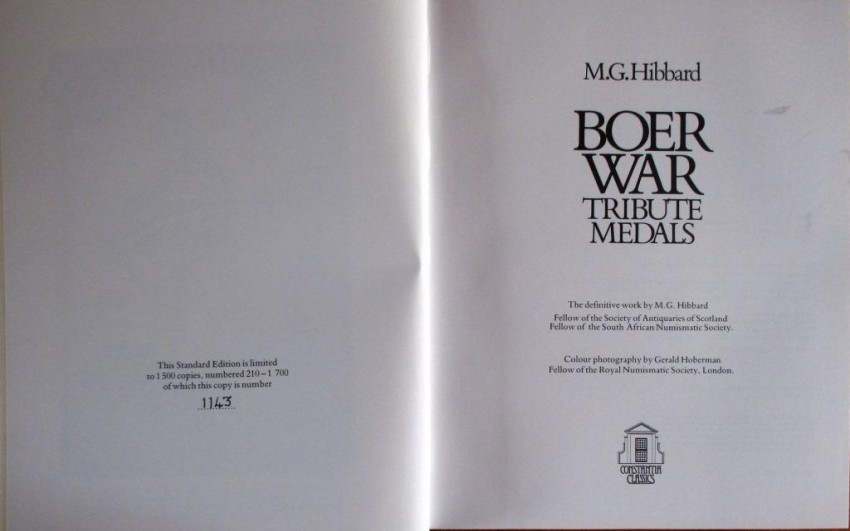 This Standard Edition is limited
to 1 500 copies, numbered 210–1 700
of which this copy is number
1143
M.G. Hibbard
BOER
WAR
TRIBUTE
MEDALS
The definitive work by M.G. Hibbard
Fellow of the Society of Antiquaries of Scotland
Fellow of the South African Numismatic Society.
Colour photography by Gerald Hoberman
Fellow of the Royal Numismatic Society, London.
CONSTANTIA
CLASSICS